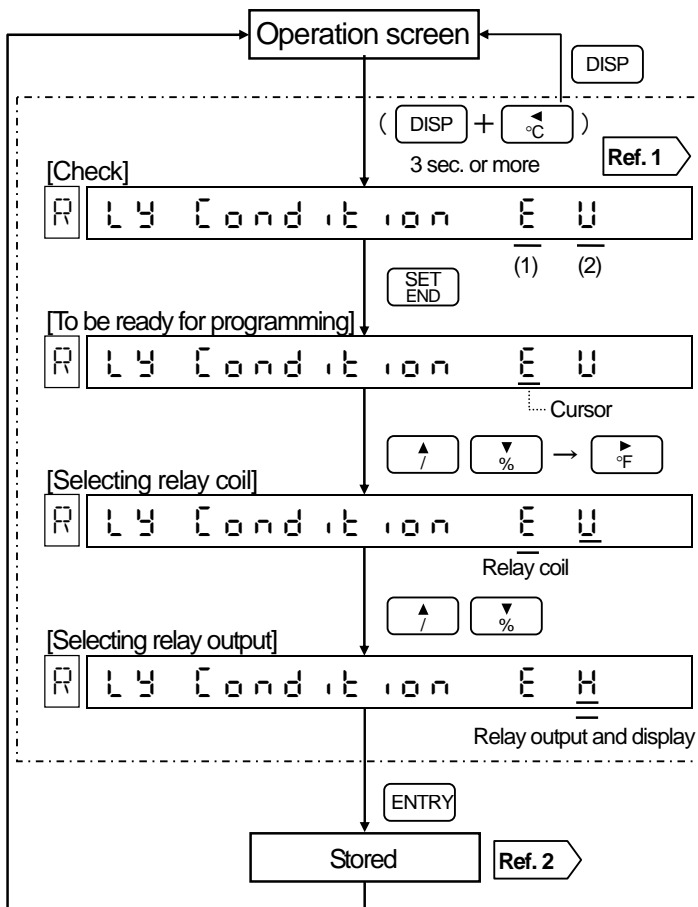 Operation screen
DISP
( DISP + ◄ °C )
3 sec. or more
Ref. 1
[Check]
R LY Condition E U
(1) (2)
SET
END
[To be ready for programming]
R LY Condition E U
Cursor
▲ / ▼ % → ► °F
[Selecting relay coil]
R LY Condition E U
Relay coil
▲ / ▼ %
[Selecting relay output]
R LY Condition E H
Relay output and display
ENTRY
Stored
Ref. 2